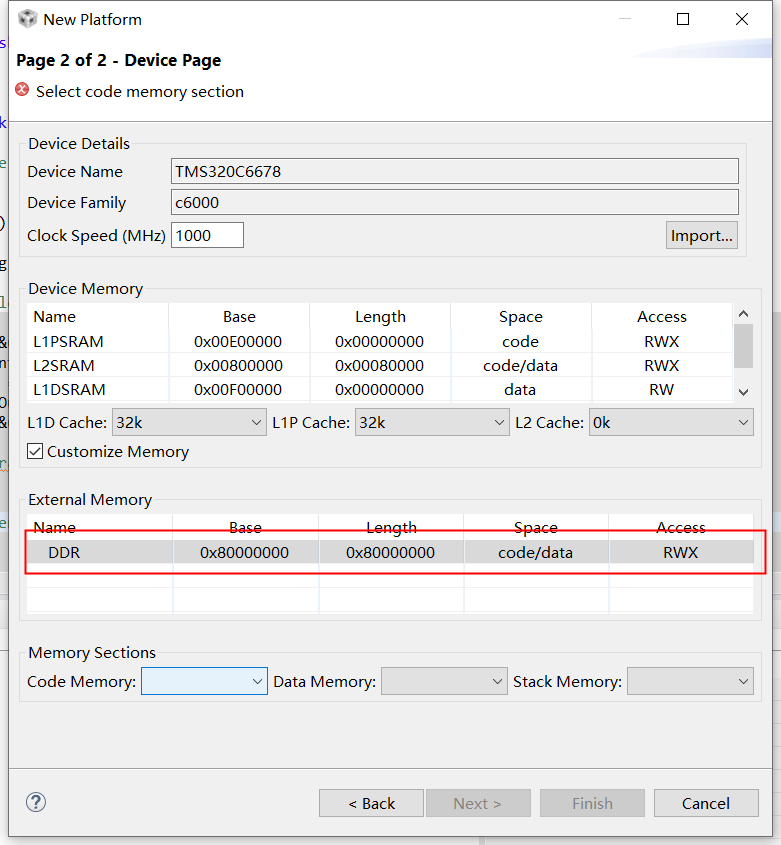 New Platform
Page 2 of 2 - Device Page
Select code memory section
Device Details
Device Name TMS320C6678
Device Family c6000
Clock Speed (MHz) 1000 Import...
Device Memory
Name Base Length Space Access
L1PSRAM 0x00E00000 0x00000000 code RWX
L2SRAM 0x00800000 0x00080000 code/data RWX
L1DSRAM 0x00F00000 0x00000000 data RW
L1D Cache: 32k L1P Cache: 32k L2 Cache: 0k
Customize Memory
External Memory
Name Base Length Space Access
DDR 0x80000000 0x80000000 code/data RWX
Memory Sections
Code Memory: Data Memory: Stack Memory:
? < Back Next > Finish Cancel